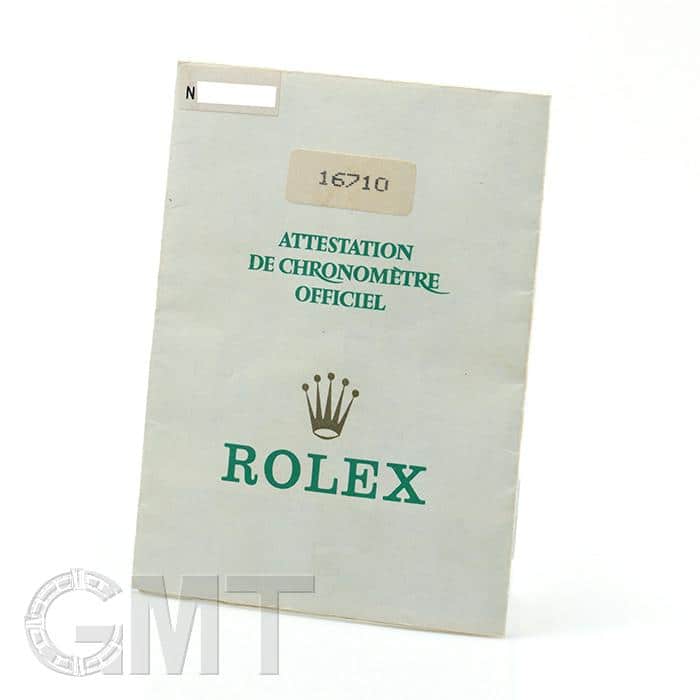 N
16710
ATTESTATION
DE CHRONOMÈTRE
OFFICIEL
ROLEX
GMT